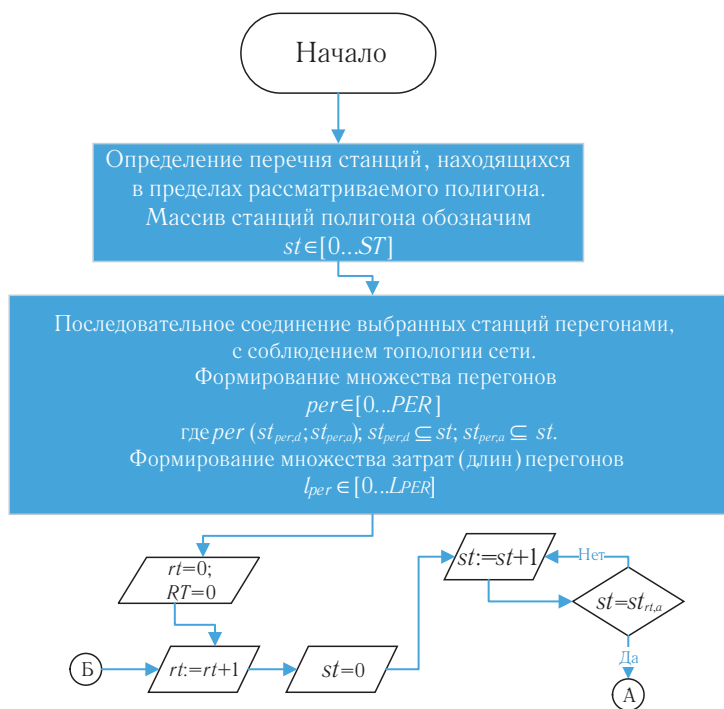 Начало
Определение перечня станций, находящихся
в пределах рассматриваемого полигона.
Массив станций полигона обозначим
st∈[0...ST]
Последовательное соединение выбранных станций перегонами,
с соблюдением топологии сети.
Формирование множества перегонов
per∈[0...PER]
где per (st_per,d; st_per,a); st_per,d ⊆ st; st_per,a ⊆ st.
Формирование множества затрат (длин) перегонов
l_per ∈ [0...LPER]
rt=0;
RT=0
st:=st+1
Нет
st=st_rt,a
Б
rt:=rt+1
st=0
Да
А